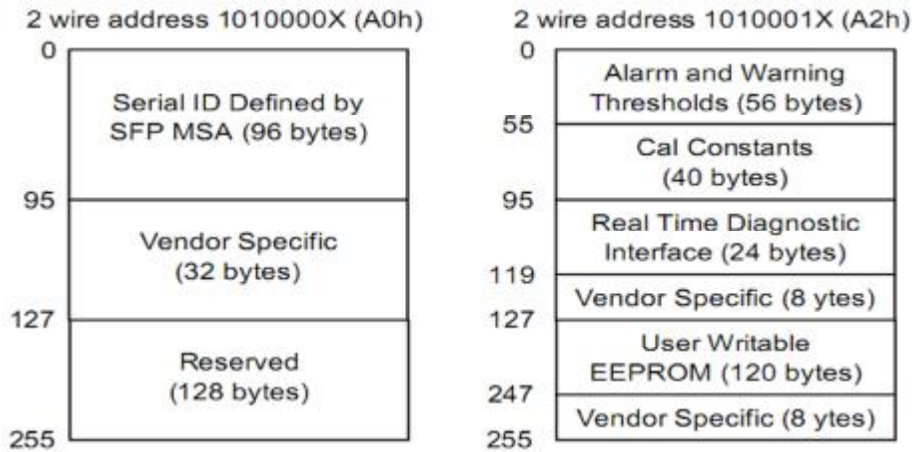 2 wire address 1010000X (A0h)
0
Serial ID Defined by
SFP MSA (96 bytes)
95
Vendor Specific
(32 bytes)
127
Reserved
(128 bytes)
255
2 wire address 1010001X (A2h)
0
Alarm and Warning
Thresholds (56 bytes)
55
Cal Constants
(40 bytes)
95
Real Time Diagnostic
Interface (24 bytes)
119
Vendor Specific (8 ytes)
127
User Writable
EEPROM (120 bytes)
247
Vendor Specific (8 ytes)
255